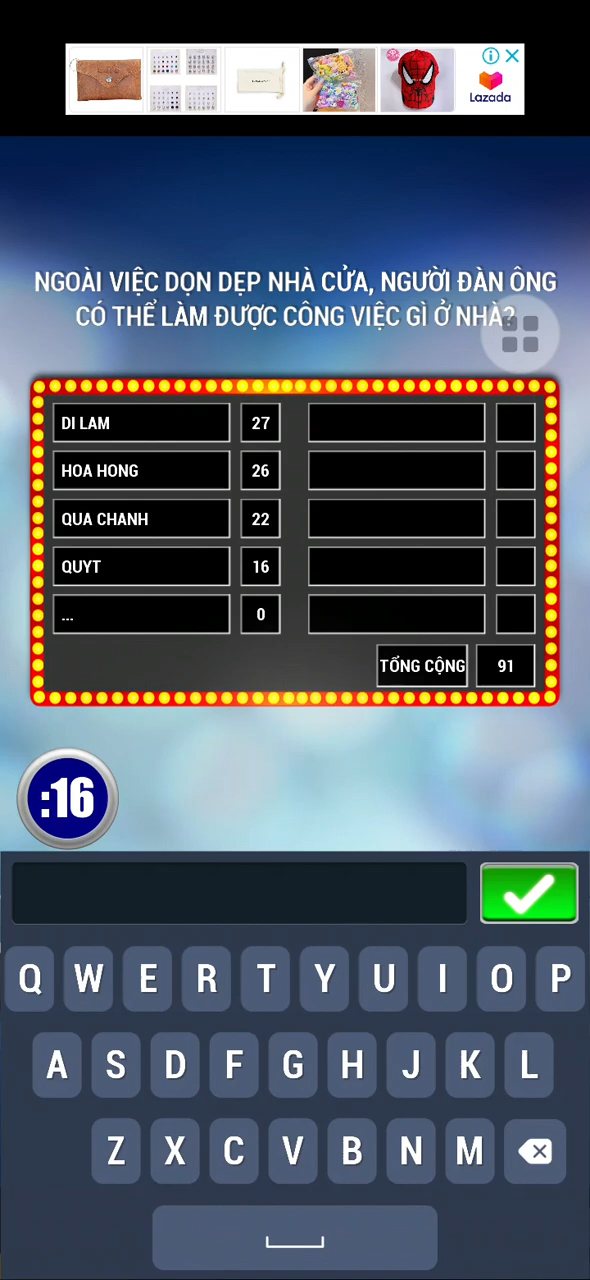 Lazada
NGOÀI VIỆC DỌN DẸP NHÀ CỬA, NGƯỜI ĐÀN ÔNG
CÓ THỂ LÀM ĐƯỢC CÔNG VIỆC GÌ Ở NHÀ?
DI LAM 27
HOA HONG 26
QUA CHANH 22
QUYT 16
... 0
TỔNG CỘNG 91
:16
Q W E R T Y U I O P
A S D F G H J K L
Z X C V B N M